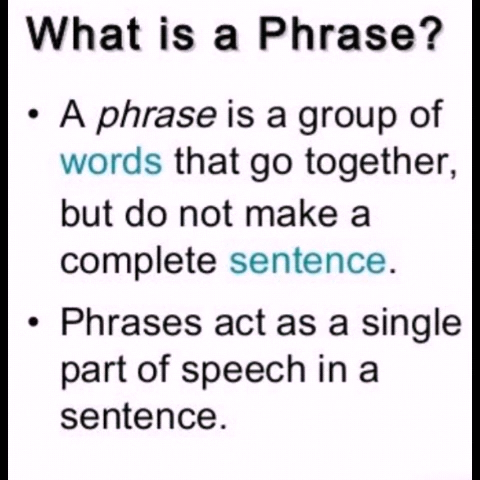 What is a Phrase?
• A phrase is a group of
words that go together,
but do not make a
complete sentence.
• Phrases act as a single
part of speech in a
sentence.